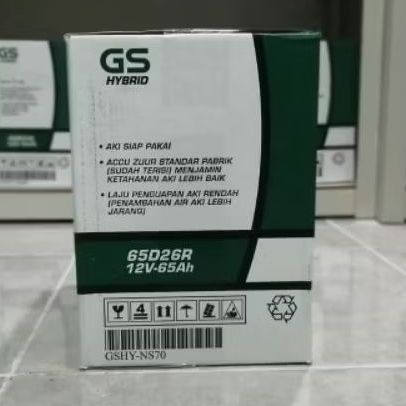 GS
HYBRID
• AKI SIAP PAKAI
• ACCU ZUUR STANDAR PABRIK
(SUDAH TERISI) MENJAMIN
KETAHANAN AKI LEBIH BAIK
• LAJU PENGUAPAN AKI RENDAH
(PENAMBAHAN AIR AKI LEBIH
JARANG)
65D26R
12V-65Ah
4
GSHY-NS70